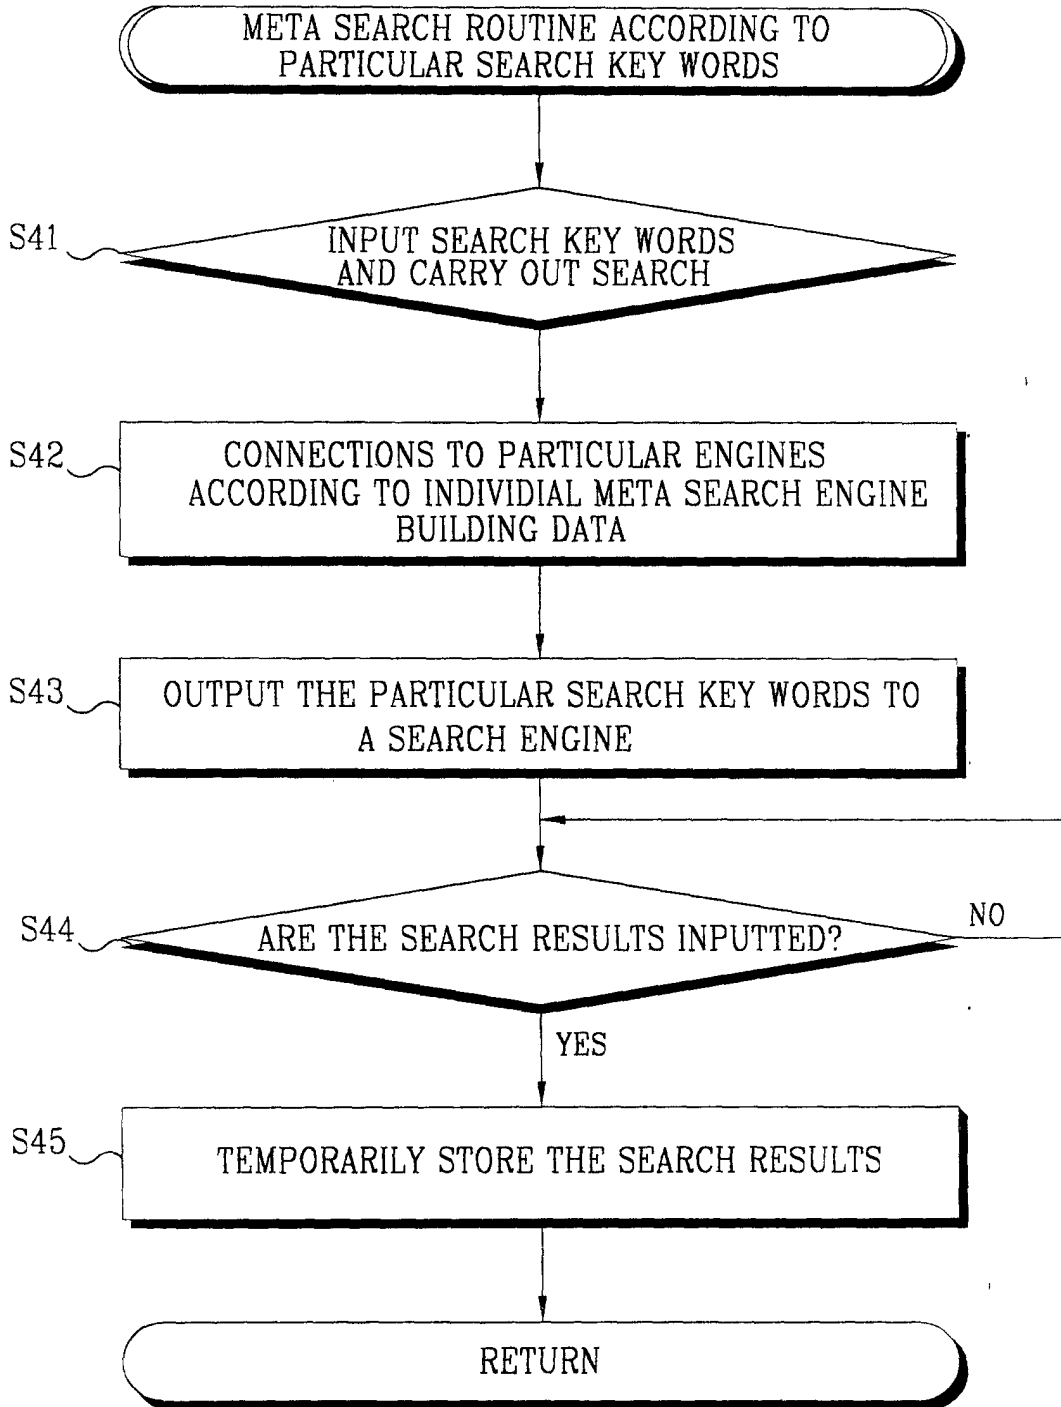 META SEARCH ROUTINE ACCORDING TO
PARTICULAR SEARCH KEY WORDS
S41
INPUT SEARCH KEY WORDS
AND CARRY OUT SEARCH
S42
CONNECTIONS TO PARTICULAR ENGINES
ACCORDING TO INDIVIDIAL META SEARCH ENGINE
BUILDING DATA
S43
OUTPUT THE PARTICULAR SEARCH KEY WORDS TO
A SEARCH ENGINE
S44
ARE THE SEARCH RESULTS INPUTTED?
NO
YES
S45
TEMPORARILY STORE THE SEARCH RESULTS
RETURN